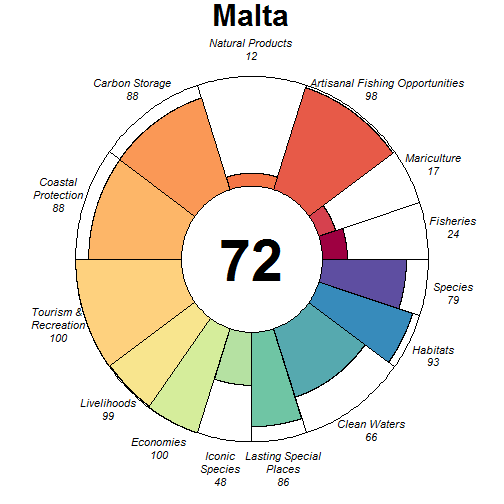 Malta
Natural Products
12
Artisanal Fishing Opportunities
98
Mariculture
17
Fisheries
24
Species
79
Habitats
93
Clean Waters
66
Lasting Special
Places
86
Iconic
Species
48
Economies
100
Livelihoods
99
Tourism &
Recreation
100
Coastal
Protection
88
Carbon Storage
88
72